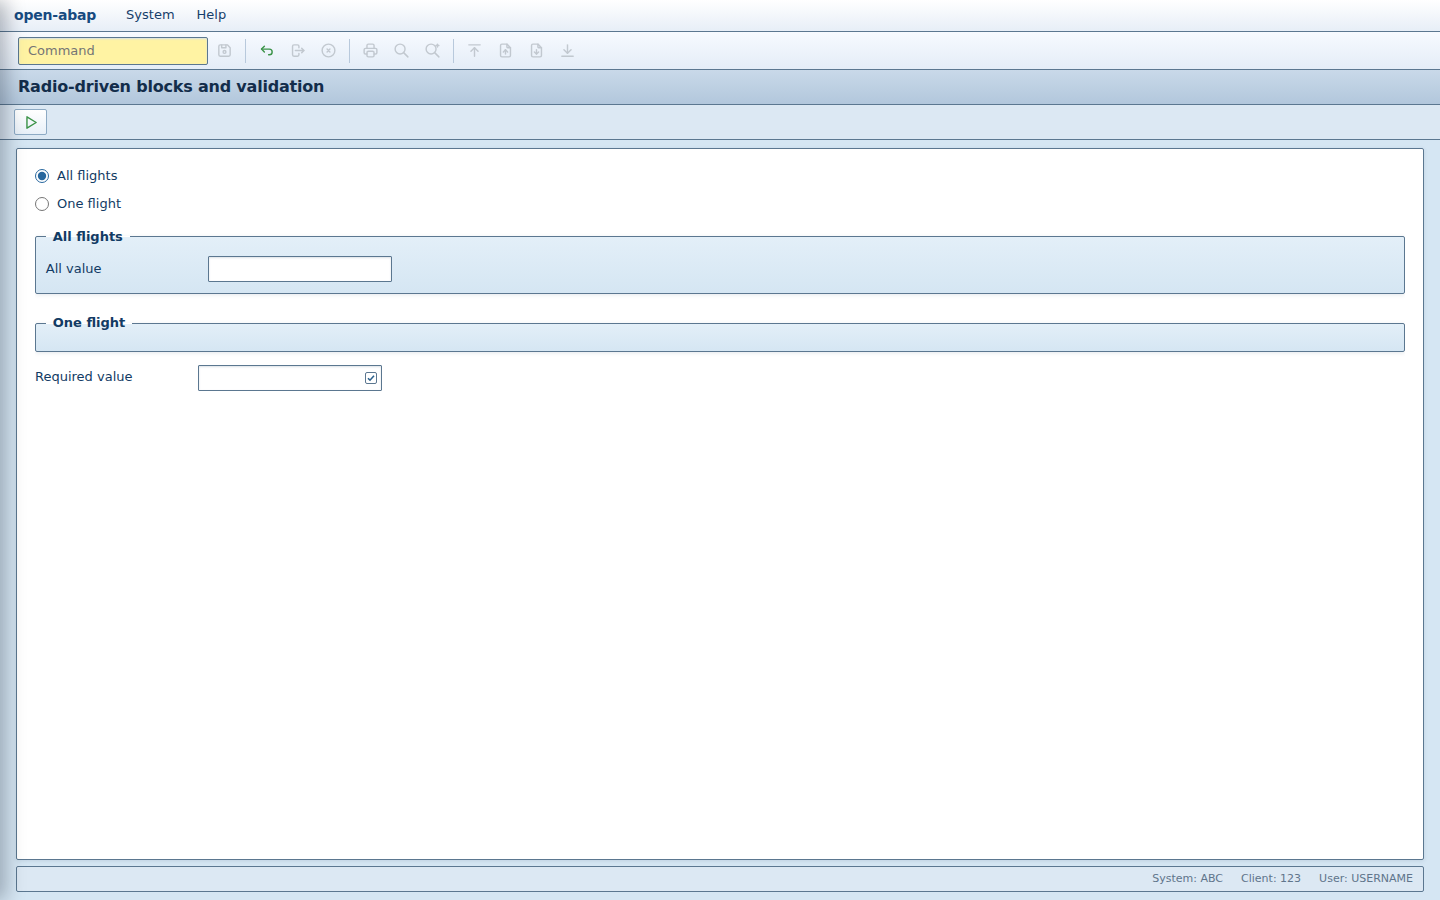 open-abap System Help
Command
Radio-driven blocks and validation
All flights
One flight
All flights
All value
One flight
Required value
System: ABC Client: 123 User: USERNAME